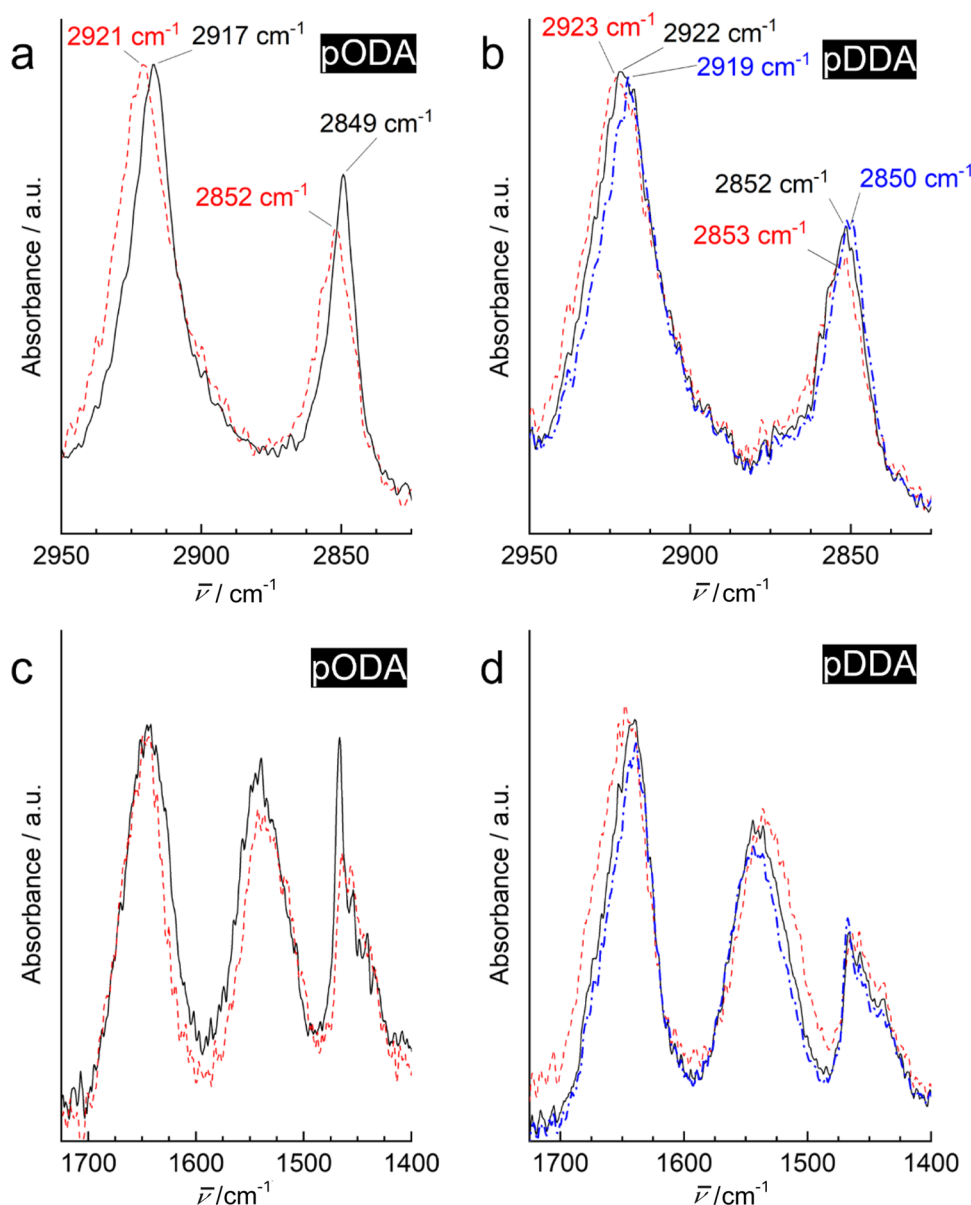 a
2921 cm⁻¹
2917 cm⁻¹
pODA
2849 cm⁻¹
2852 cm⁻¹
Absorbance / a.u.
2950
2900
2850
ν̅ / cm⁻¹
b
2923 cm⁻¹
2922 cm⁻¹
2919 cm⁻¹
pDDA
2852 cm⁻¹
2850 cm⁻¹
2853 cm⁻¹
Absorbance / a.u.
2950
2900
2850
ν̅ / cm⁻¹
c
pODA
Absorbance / a.u.
1700
1600
1500
1400
ν̅ /cm⁻¹
d
pDDA
Absorbance / a.u.
1700
1600
1500
1400
ν̅ /cm⁻¹